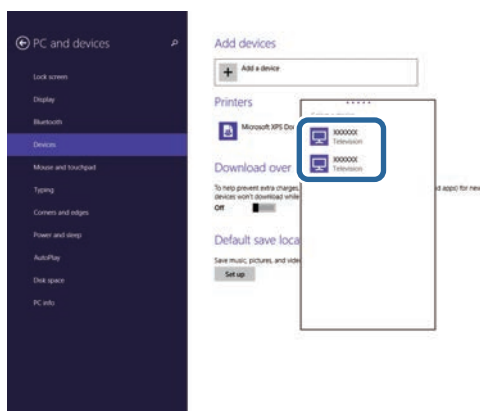 PC and devices
Lock screen
Display
Bluetooth
Devices
Mouse and touchpad
Typing
Corners and edges
Power and sleep
AutoPlay
Disk space
PC info
Add devices
Add a device
Printers
Microsoft XPS Do
Download over
To help prevent extra charges,
d apps) for new
devices won't download while
Off
Default save loca
Save music, pictures, and vide
Set up
XXXXXX
Television
XXXXXX
Television